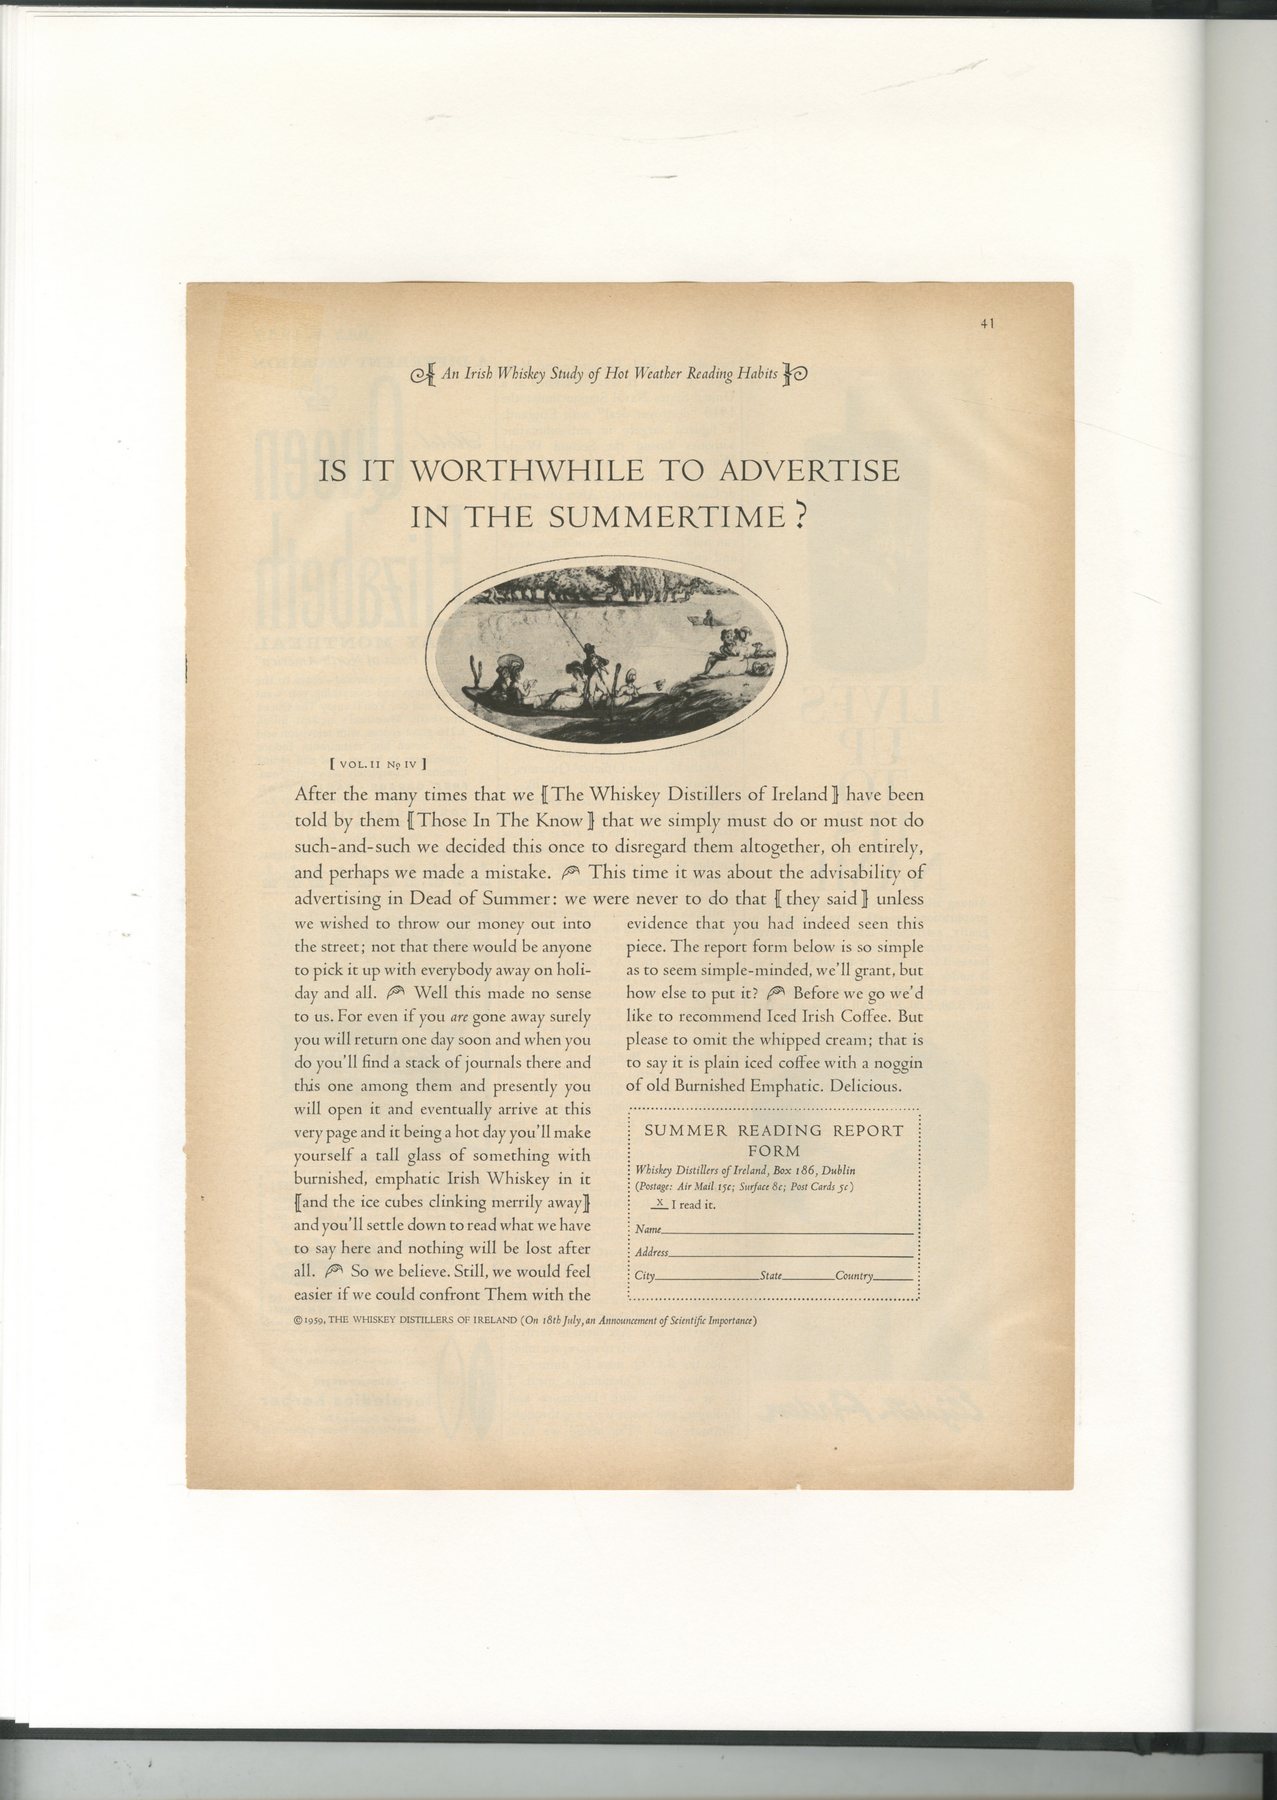 41
An Irish Whiskey Study of Hot Weather Reading Habits
IS IT WORTHWHILE TO ADVERTISE
IN THE SUMMERTIME?
[ VOL. II No IV ]
After the many times that we [The Whiskey Distillers of Ireland] have been
told by them [Those In The Know] that we simply must do or must not do
such-and-such we decided this once to disregard them altogether, oh entirely,
and perhaps we made a mistake. This time it was about the advisability of
advertising in Dead of Summer: we were never to do that [they said] unless
we wished to throw our money out into
the street; not that there would be anyone
to pick it up with everybody away on holi-
day and all. Well this made no sense
to us. For even if you are gone away surely
you will return one day soon and when you
do you'll find a stack of journals there and
this one among them and presently you
will open it and eventually arrive at this
very page and it being a hot day you'll make
yourself a tall glass of something with
burnished, emphatic Irish Whiskey in it
[and the ice cubes clinking merrily away]
and you'll settle down to read what we have
to say here and nothing will be lost after
all. So we believe. Still, we would feel
easier if we could confront Them with the
evidence that you had indeed seen this
piece. The report form below is so simple
as to seem simple-minded, we'll grant, but
how else to put it? Before we go we'd
like to recommend Iced Irish Coffee. But
please to omit the whipped cream; that is
to say it is plain iced coffee with a noggin
of old Burnished Emphatic. Delicious.
SUMMER READING REPORT
FORM
Whiskey Distillers of Ireland, Box 186, Dublin
(Postage: Air Mail 15c; Surface 8c; Post Cards 5c)
x I read it.
Name
Address
City State Country
©1959, THE WHISKEY DISTILLERS OF IRELAND (On 18th July, an Announcement of Scientific Importance)